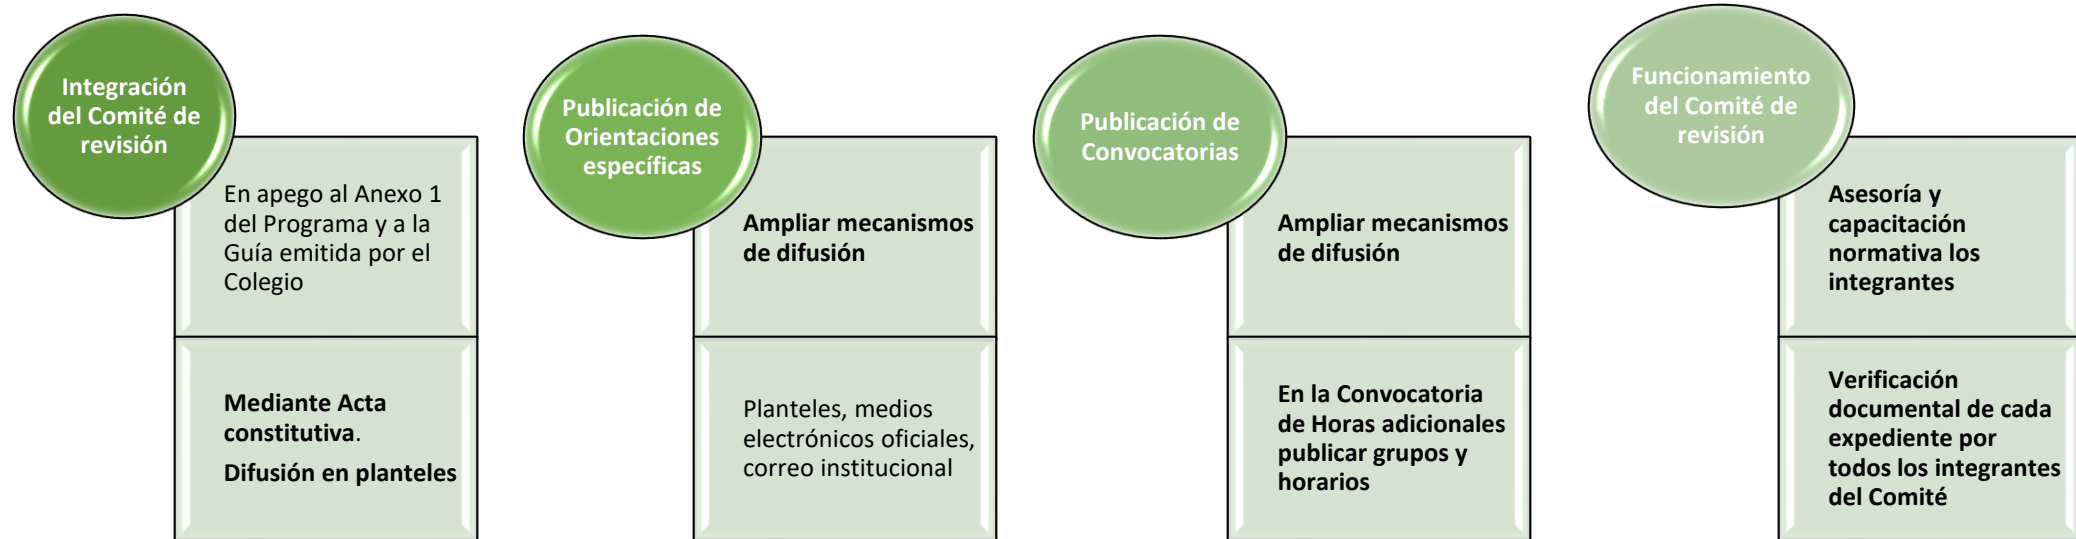 Integración
del Comité de
revisión
En apego al Anexo 1
del Programa y a la
Guía emitida por el
Colegio
Mediante Acta
constitutiva.
Difusión en planteles
Publicación de
Orientaciones
específicas
Ampliar mecanismos
de difusión
Planteles, medios
electrónicos oficiales,
correo institucional
Publicación de
Convocatorias
Ampliar mecanismos
de difusión
En la Convocatoria
de Horas adicionales
publicar grupos y
horarios
Funcionamiento
del Comité de
revisión
Asesoría y
capacitación
normativa los
integrantes
Verificación
documental de cada
expediente por
todos los integrantes
del Comité